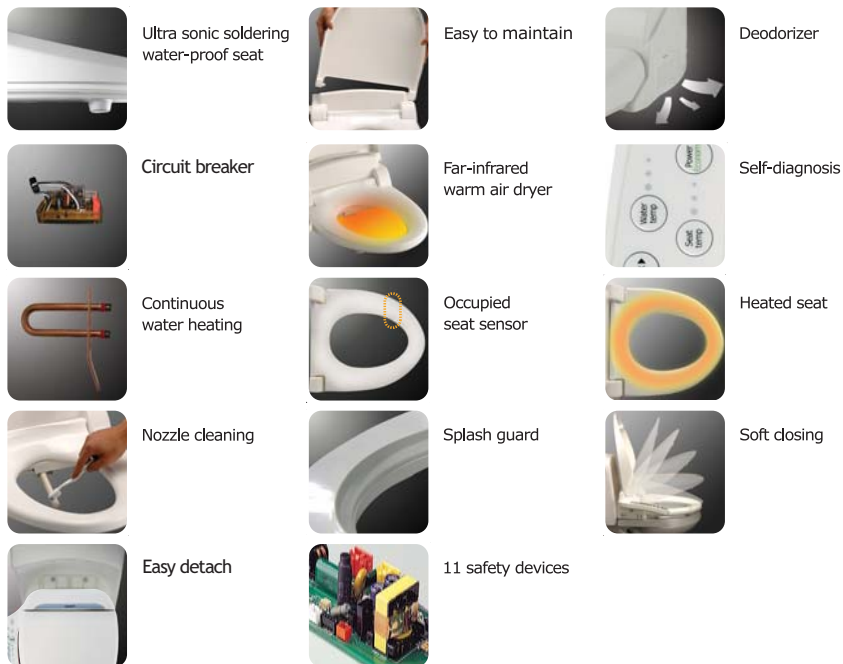 Ultra sonic soldering
water-proof seat
Easy to maintain
Deodorizer
Circuit breaker
Far-infrared
warm air dryer
Power
economy
Water
temp
Seat
temp
Self-diagnosis
Continuous
water heating
Occupied
seat sensor
Heated seat
Nozzle cleaning
Splash guard
Soft closing
Easy detach
11 safety devices